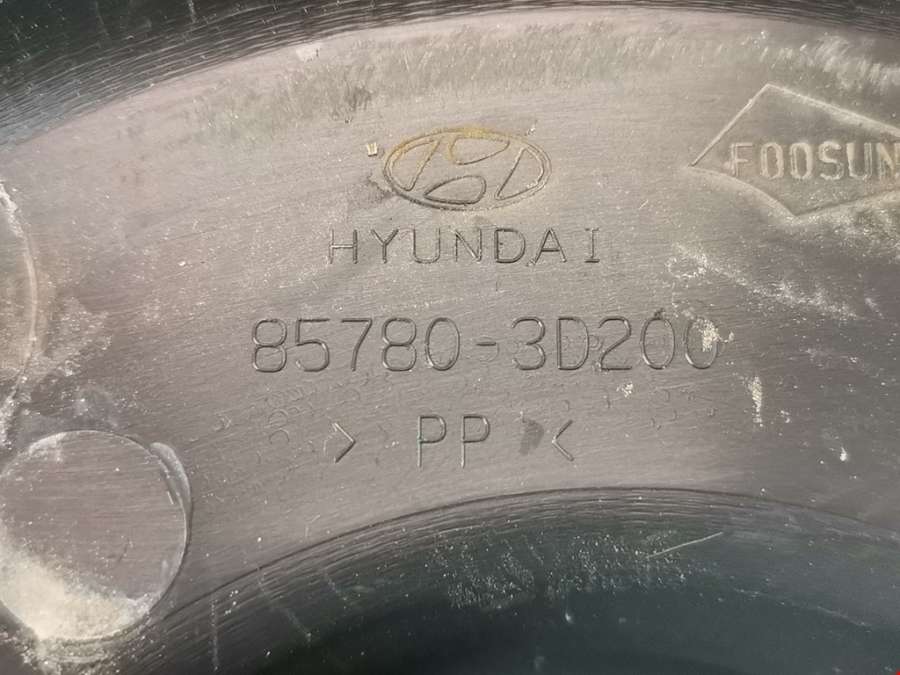 FOOSUN
HYUNDAI
85780-3D200
> PP <